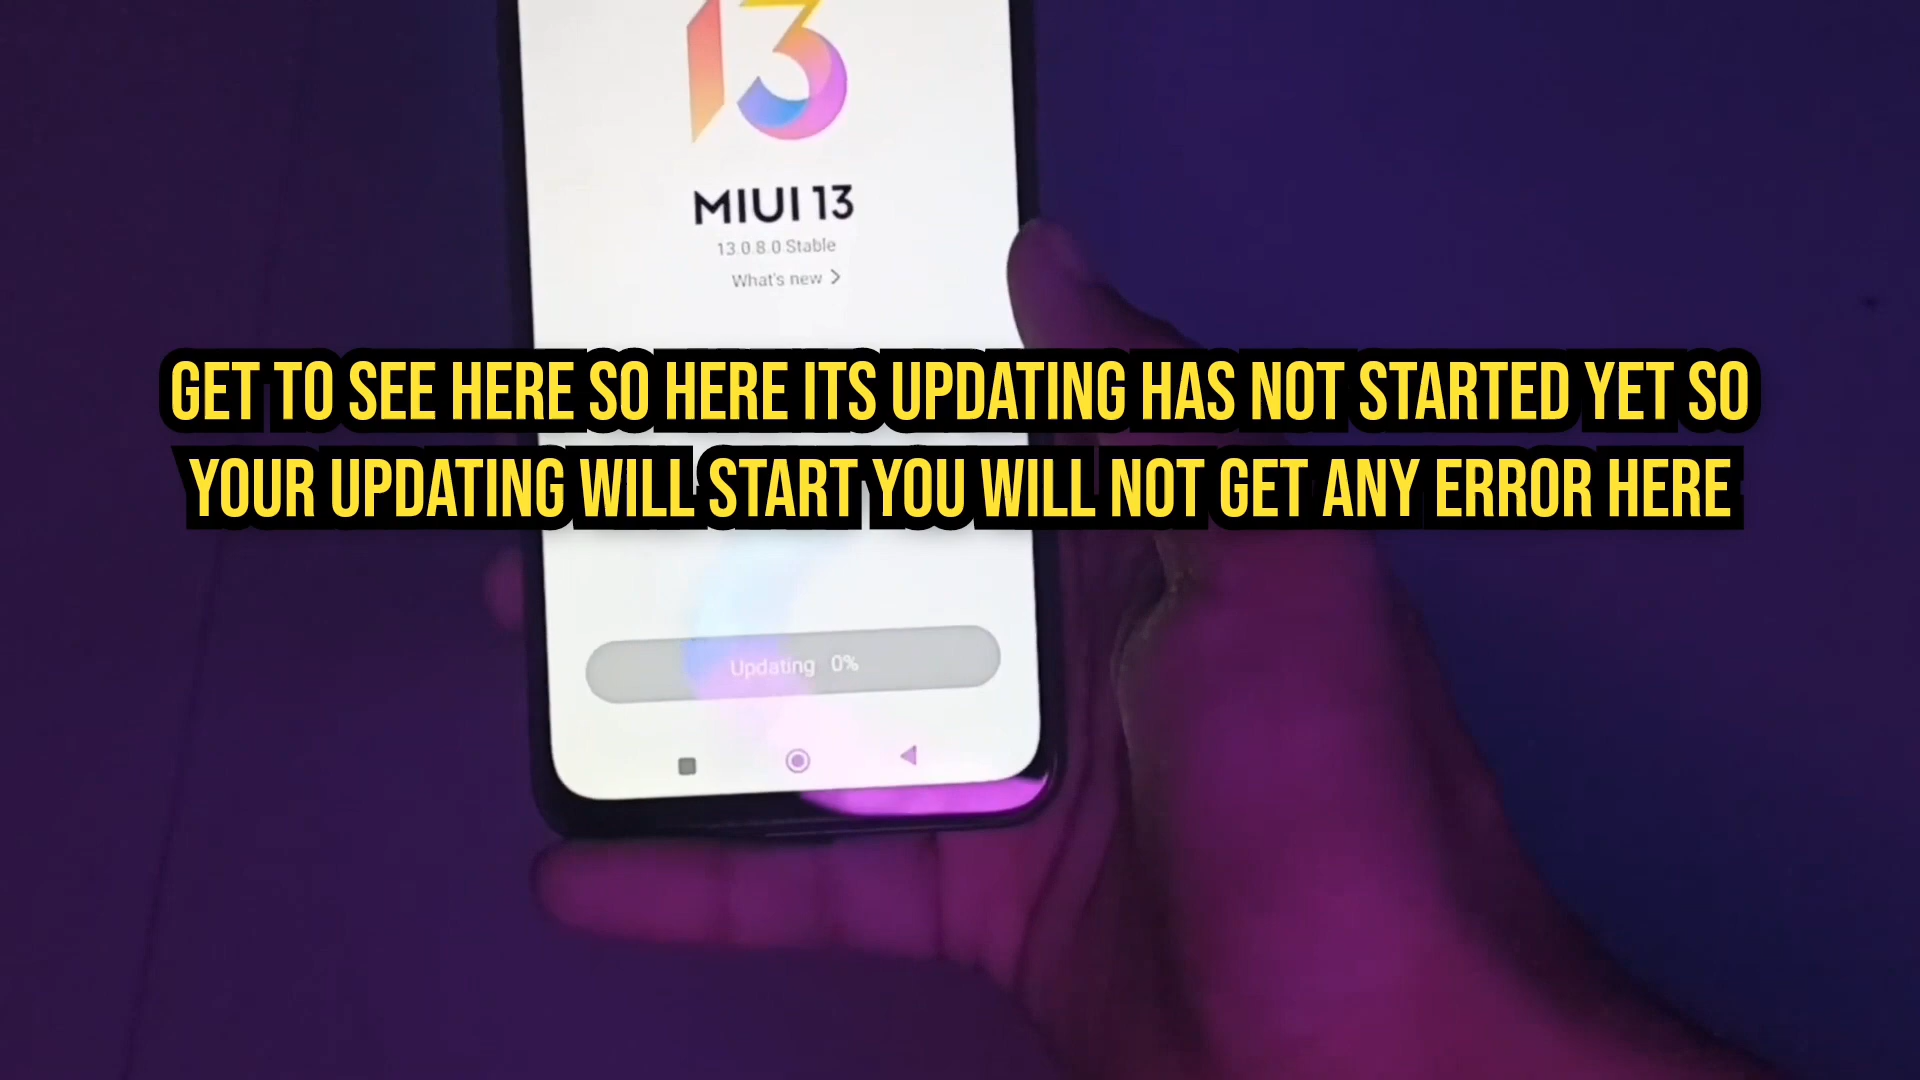 13
MIUI 13
13.0.8.0 Stable
What's new >
GET TO SEE HERE SO HERE ITS UPDATING HAS NOT STARTED YET SO
YOUR UPDATING WILL START YOU WILL NOT GET ANY ERROR HERE
Updating 0%